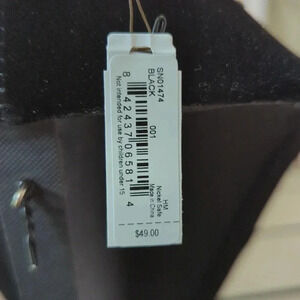 SN01474
BLACK
001
8 42437 06581 4
Not intended for use by children under 15
HM
Nickel Safe
Made in China
$49.00